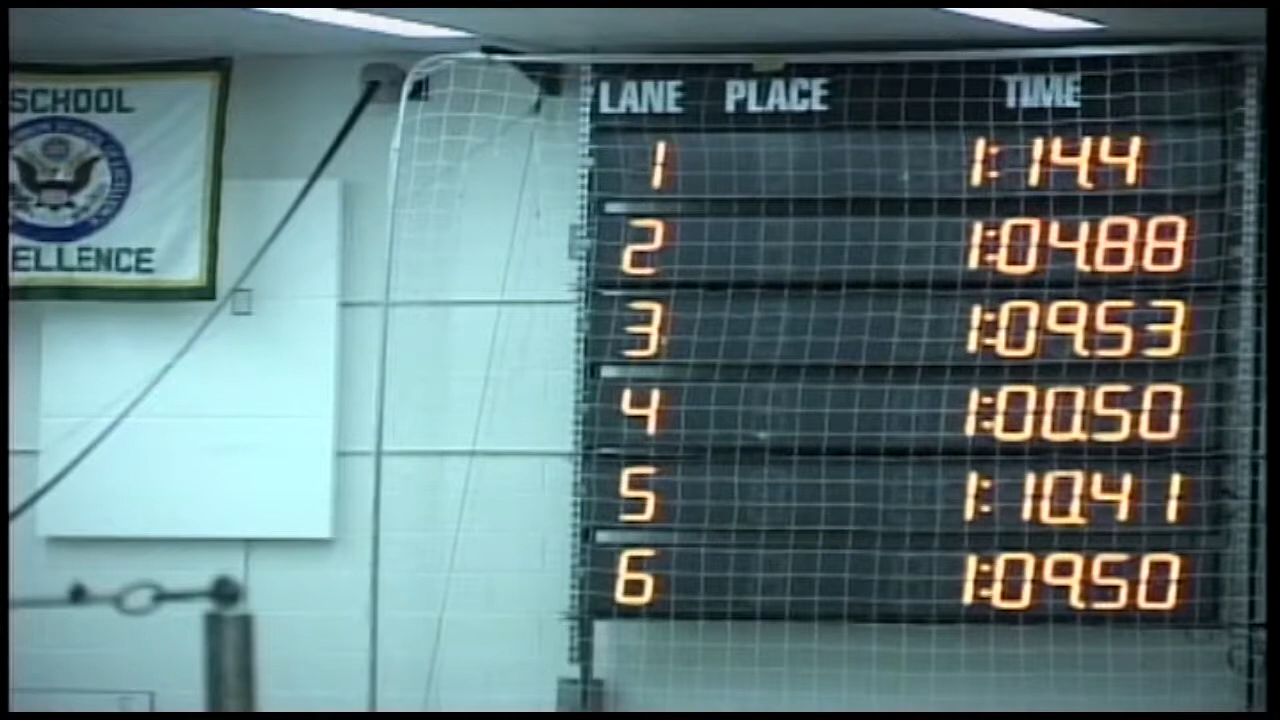 SCHOOL
ELLENCE
LANE PLACE TIME
1 1:14.4
2 1:04.88
3 1:09.53
4 1:00.50
5 1:10.41
6 1:09.50